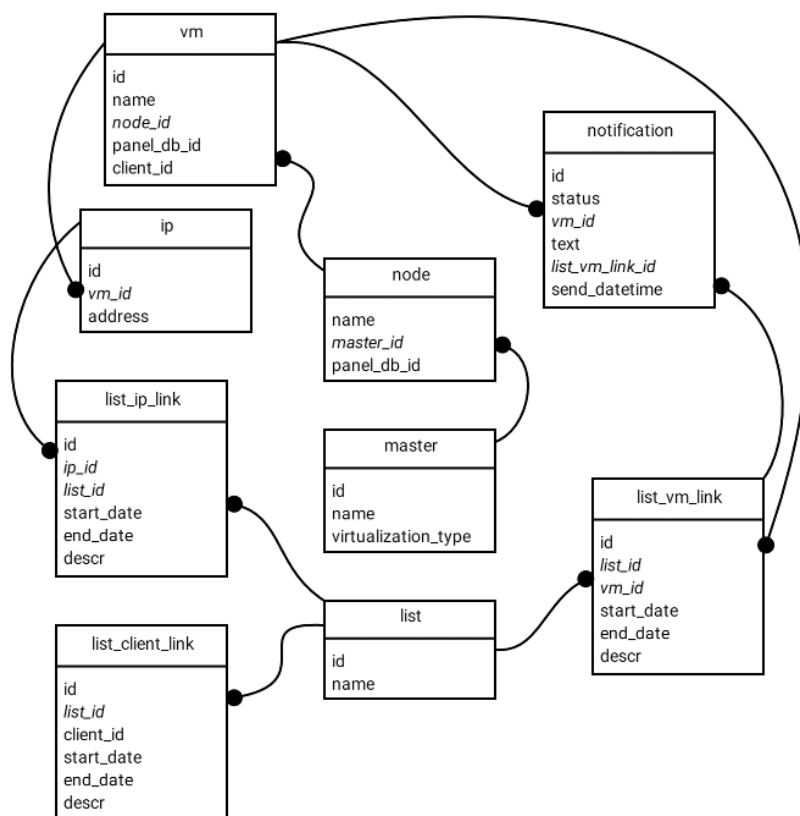 vm
id
name
node_id
panel_db_id
client_id
notification
id
status
vm_id
text
list_vm_link_id
send_datetime
ip
id
vm_id
address
node
name
master_id
panel_db_id
list_ip_link
id
ip_id
list_id
start_date
end_date
descr
master
id
name
virtualization_type
list_vm_link
id
list_id
vm_id
start_date
end_date
descr
list
id
name
list_client_link
id
list_id
client_id
start_date
end_date
descr